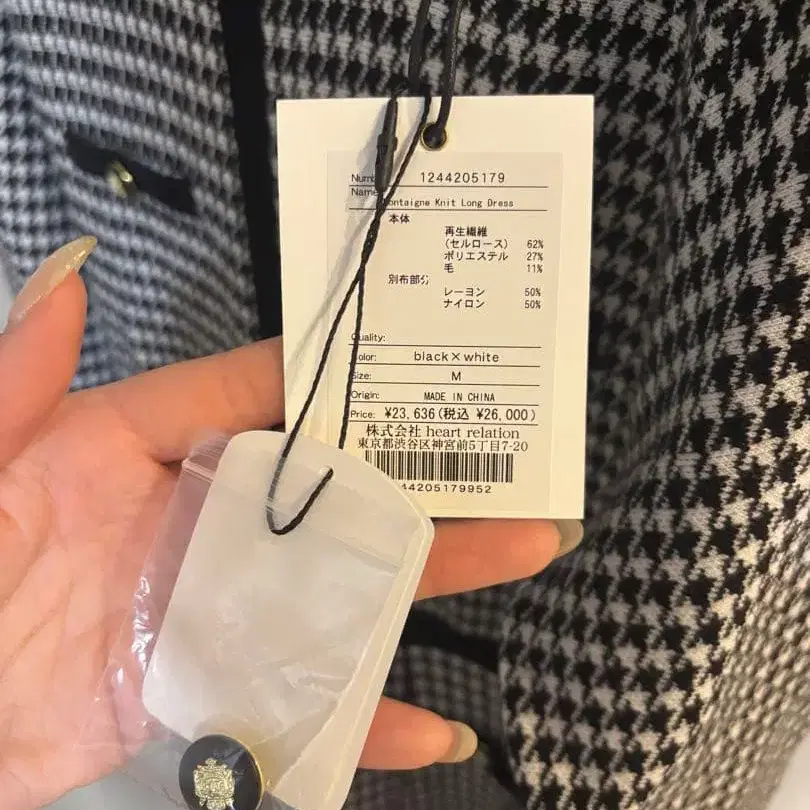 Num 1244205179
Name
ontaigne Knit Long Dress
本体
再生繊維
(セルロース) 62%
ポリエステル 27%
毛 11%
別布部分
レーヨン 50%
ナイロン 50%
Quality:
Color: black×white
Size: M
Origin: MADE IN CHINA
Price: ¥23,636(税込 ¥26,000)
株式会社 heart relation
東京都渋谷区神宮前5丁目7-20
44205179952